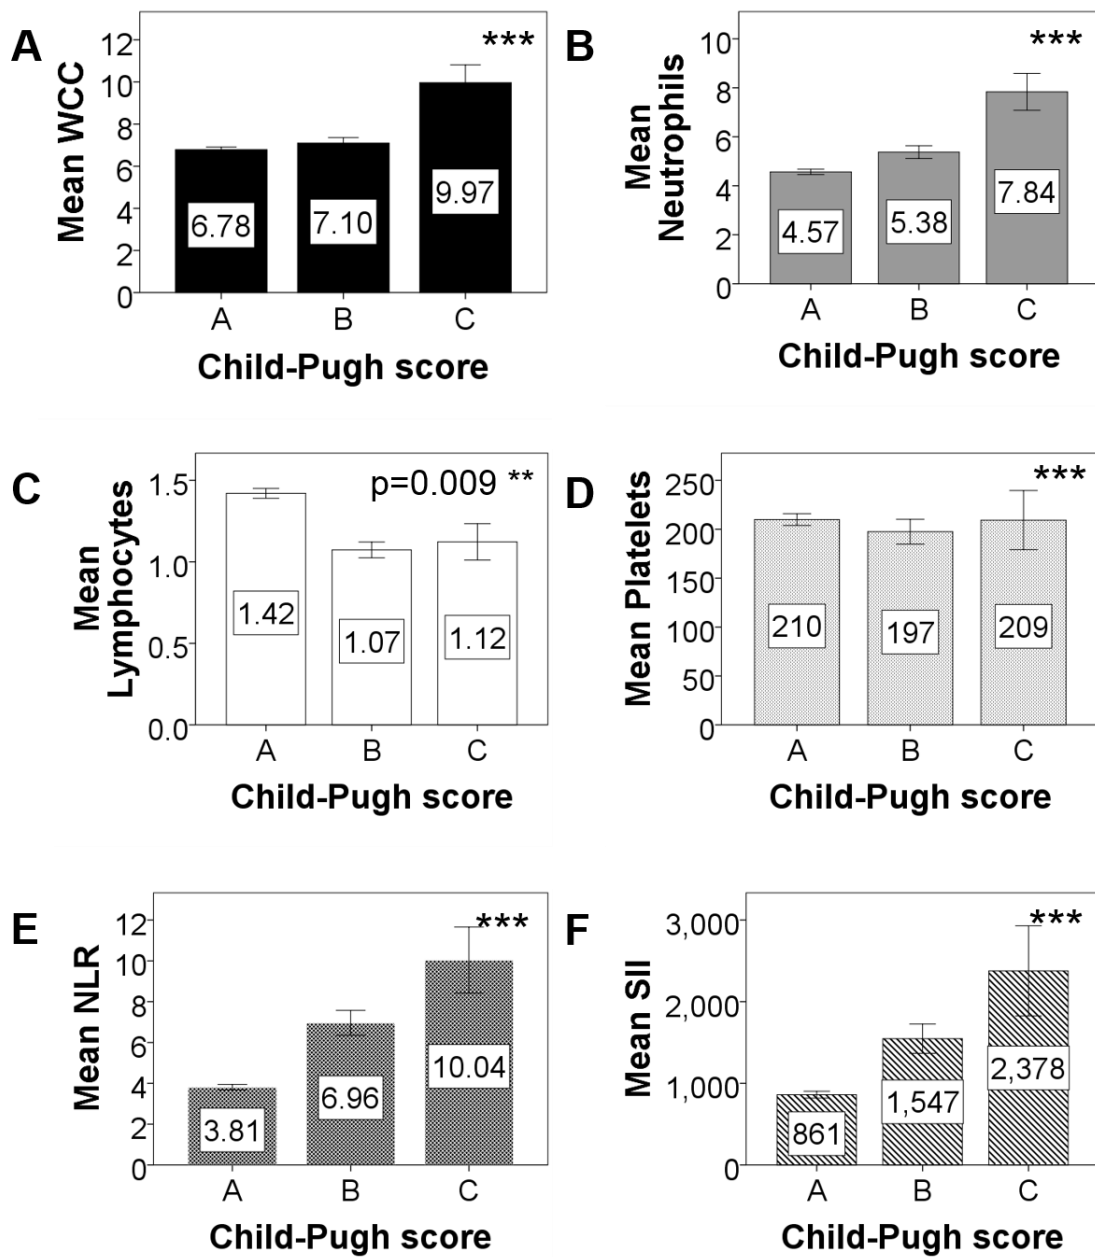 A
Mean WCC
12
10
8
6
4
2
0
***
6.78
7.10
9.97
A B C
Child-Pugh score
B
Mean
Neutrophils
10
8
6
4
2
0
***
4.57
5.38
7.84
A B C
Child-Pugh score
C
Mean
Lymphocytes
1.5
1.0
0.5
0.0
p=0.009 **
1.42
1.07
1.12
A B C
Child-Pugh score
D
Mean Platelets
250
200
150
100
50
0
***
210
197
209
A B C
Child-Pugh score
E
Mean NLR
12
10
8
6
4
2
0
***
3.81
6.96
10.04
A B C
Child-Pugh score
F
Mean SII
3,000
2,000
1,000
0
***
861
1,547
2,378
A B C
Child-Pugh score